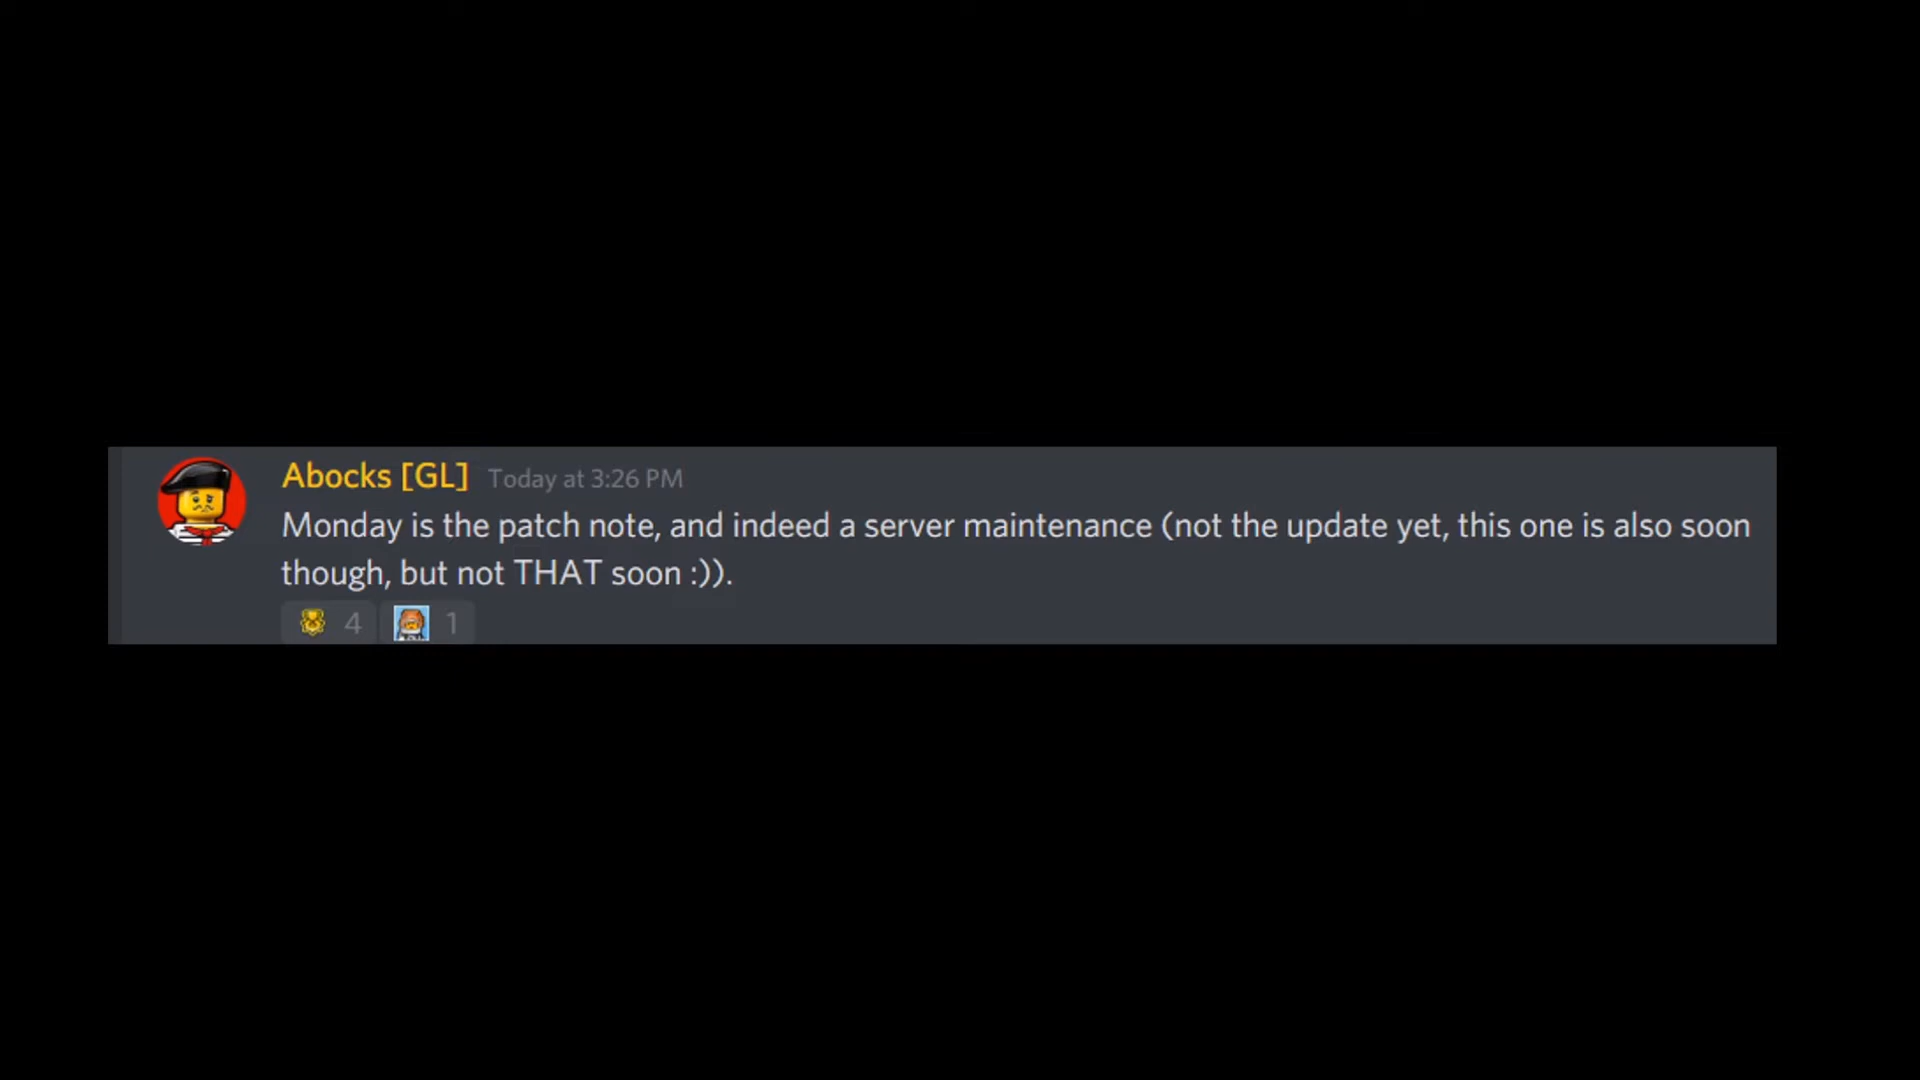 Abocks [GL] Today at 3:26 PM
Monday is the patch note, and indeed a server maintenance (not the update yet, this one is also soon
though, but not THAT soon :)).
4 1